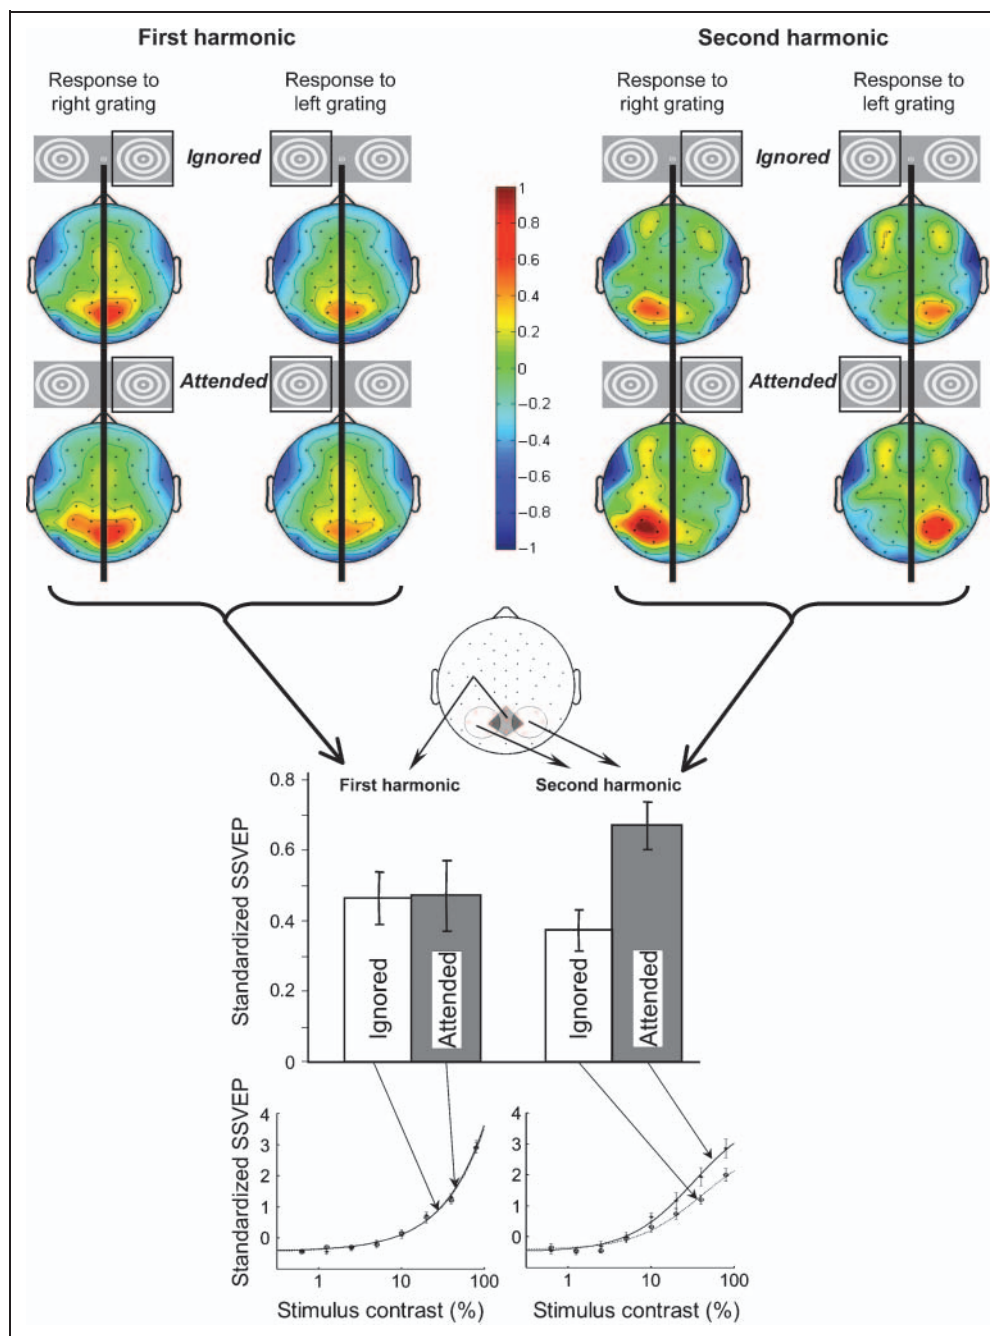 First harmonic
Second harmonic
Response to right grating
Response to left grating
Response to right grating
Response to left grating
Ignored
Ignored
1
0.8
0.6
0.4
0.2
0
−0.2
−0.4
−0.6
−0.8
−1
Attended
Attended
First harmonic
Second harmonic
Standardized SSVEP
0.8
0.6
0.4
0.2
0
Ignored
Attended
Ignored
Attended
Standardized SSVEP
4
3
2
1
0
1
10
100
Stimulus contrast (%)
4
3
2
1
0
1
10
100
Stimulus contrast (%)